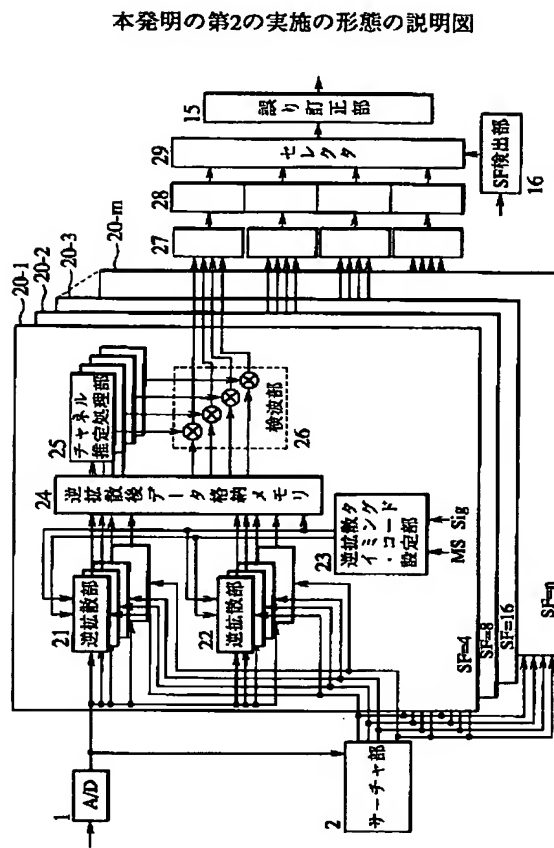 本発明の第2の実施の形態の説明図
1
A/D
2
サーチャ部
20-1
20-2
20-3
20-m
21
逆拡散部
22
逆拡散部
23
逆拡散タ
イミング
・コード
設定部
MS Sig
24
逆拡散後データ格納メモリ
25
チャネル
推定処理部
検波部
26
SF=4
SF=8
SF=16
SF=n
27
28
29
セレクタ
15
誤り訂正部
SF検出部
16